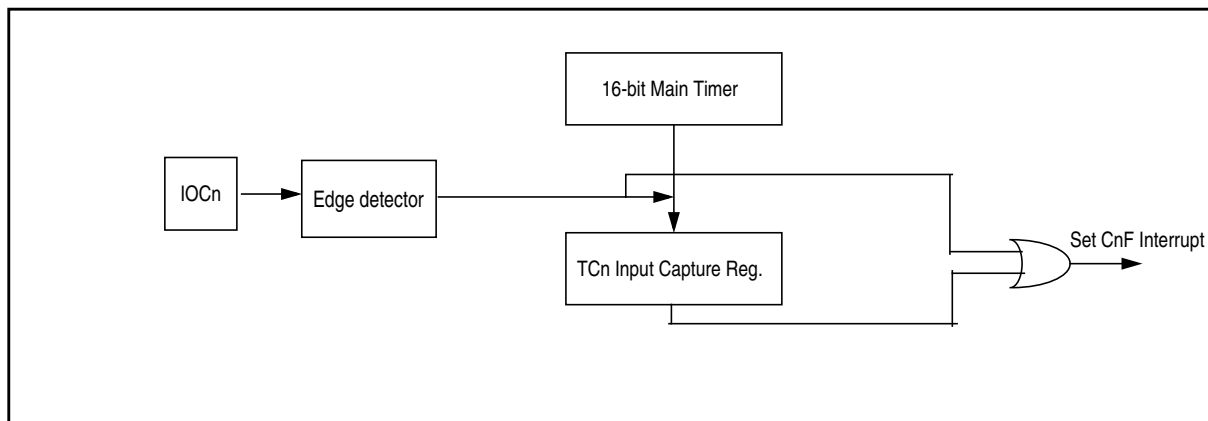 16-bit Main Timer
IOCn
Edge detector
TCn Input Capture Reg.
Set CnF Interrupt